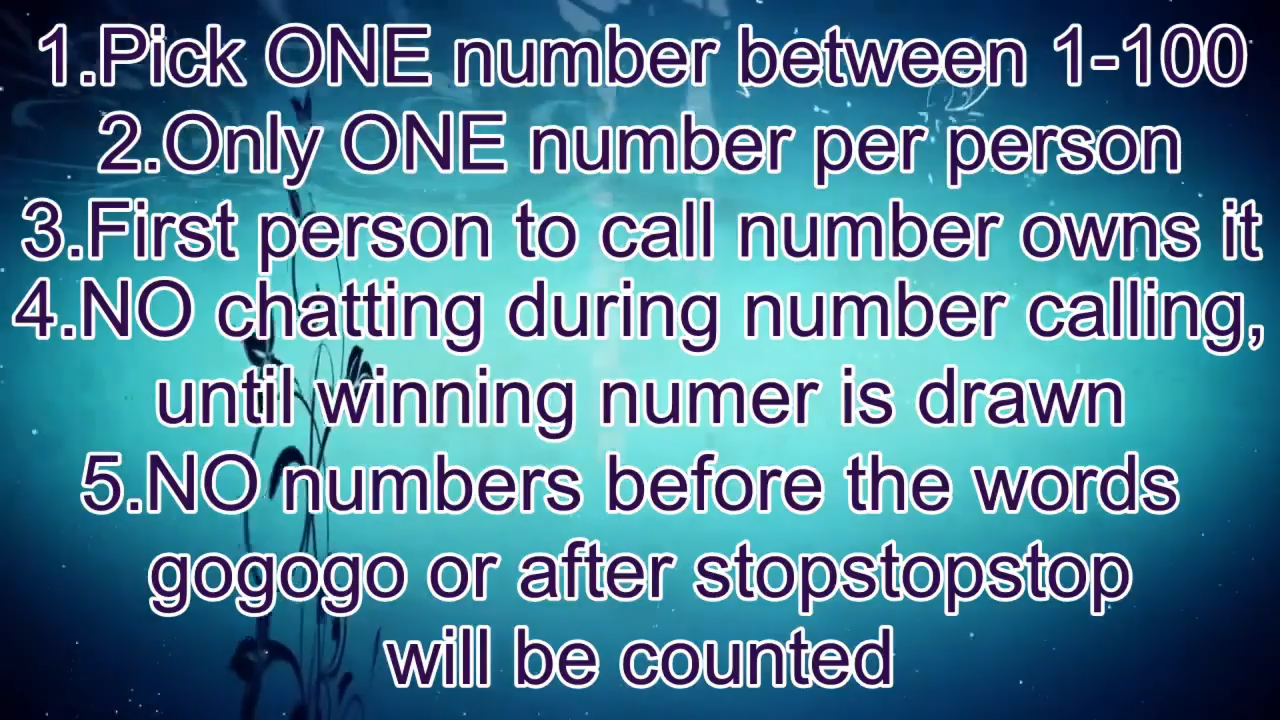 1.Pick ONE number between 1-100
2.Only ONE number per person
3.First person to call number owns it
4.NO chatting during number calling,
until winning numer is drawn
5.NO numbers before the words
gogogo or after stopstopstop
will be counted